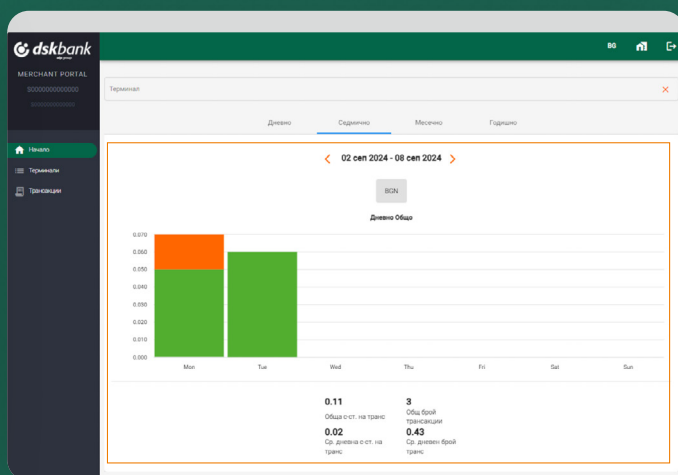 dskbank
BG
MERCHANT PORTAL
Терминал
Дневно Седмично Месечно Годишно
Начало
Терминали
Трансакции
02 сеп 2024 - 08 сеп 2024
BGN
Дневно Общо
0.070
0.060
0.050
0.040
0.030
0.020
0.010
0.000
Mon Tue Wed Thu Fri Sat Sun
0.11 3
Обща с-ст. на транс Общ брой
трансакции
0.02 0.43
Ср. дневна с-ст. на Ср. дневен брой
транс транс